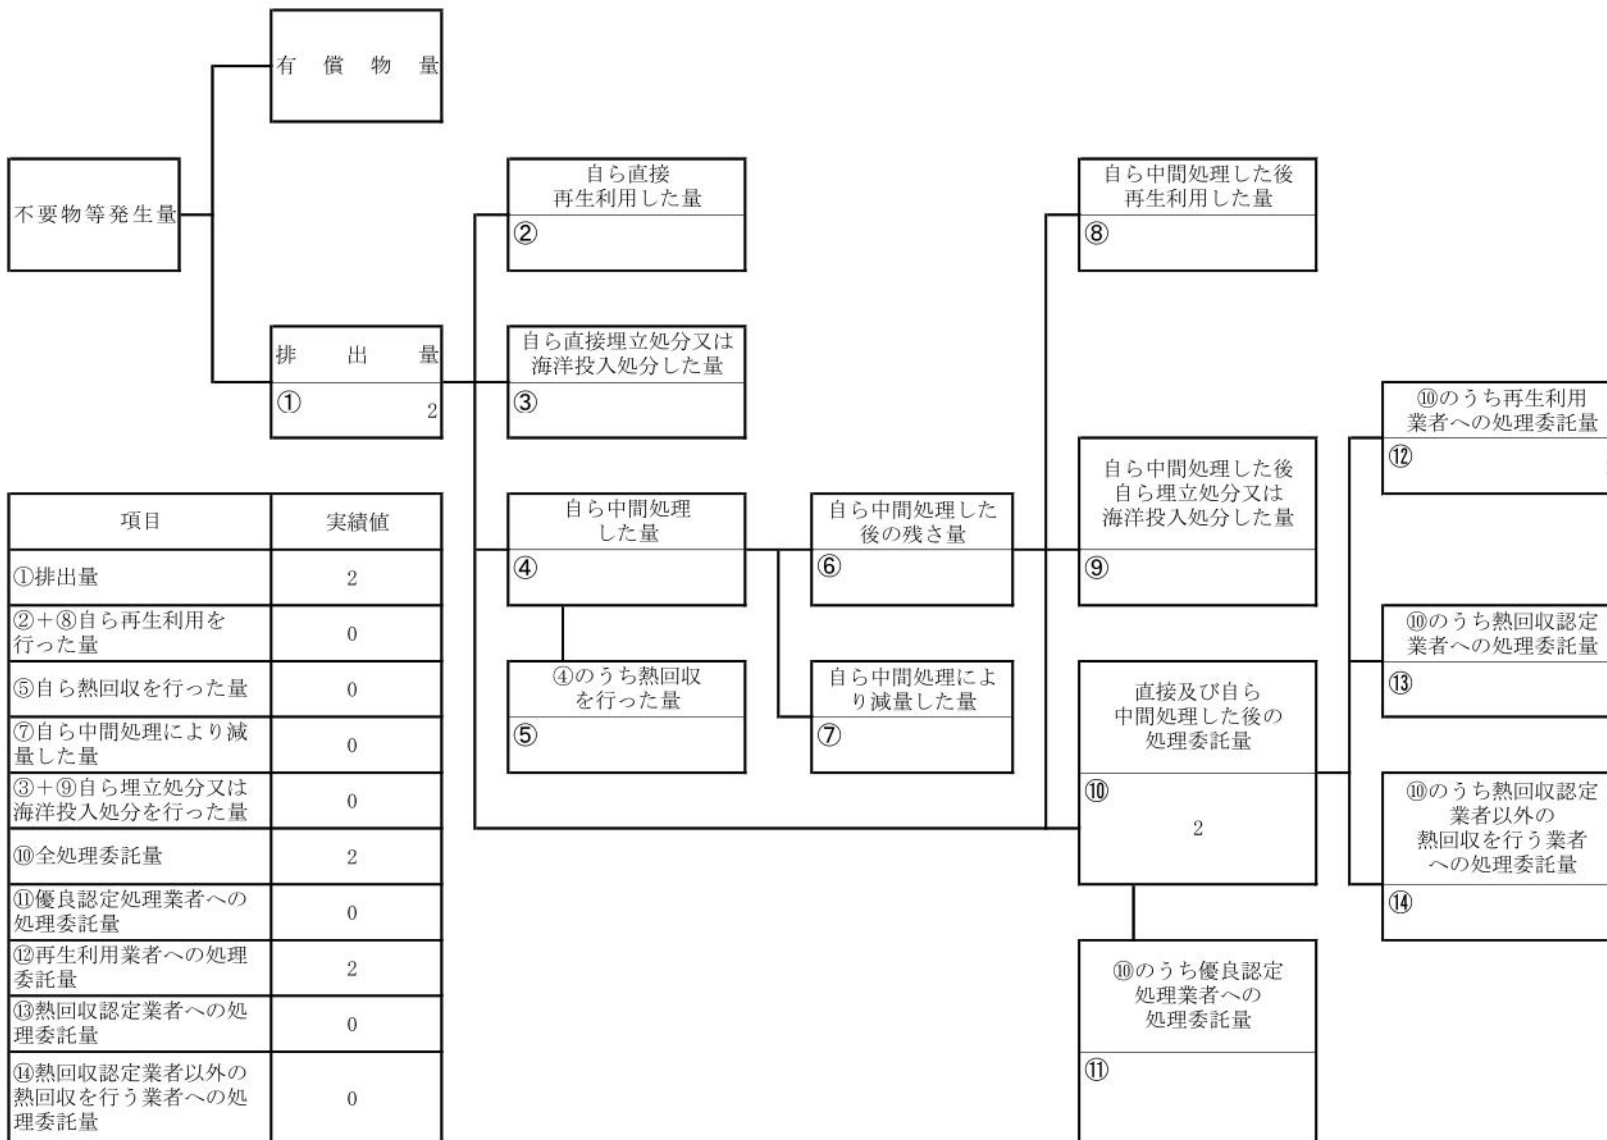 有償物量
不要物等発生量
排出量
①
2
自ら直接
再生利用した量
②
自ら直接埋立処分又は
海洋投入処分した量
③
自ら中間処理
した量
④
④のうち熱回収
を行った量
⑤
自ら中間処理した
後の残さ量
⑥
自ら中間処理によ
り減量した量
⑦
自ら中間処理した後
再生利用した量
⑧
自ら中間処理した後
自ら埋立処分又は
海洋投入処分した量
⑨
直接及び自ら
中間処理した後の
処理委託量
⑩
2
⑩のうち優良認定
処理業者への
処理委託量
⑪
⑩のうち再生利用
業者への処理委託量
⑫
⑩のうち熱回収認定
業者への処理委託量
⑬
⑩のうち熱回収認定
業者以外の
熱回収を行う業者
への処理委託量
⑭
項目 実績値
①排出量 2
②+⑧自ら再生利用を
行った量 0
⑤自ら熱回収を行った量 0
⑦自ら中間処理により減
量した量 0
③+⑨自ら埋立処分又は
海洋投入処分を行った量 0
⑩全処理委託量 2
⑪優良認定処理業者への
処理委託量 0
⑫再生利用業者への処理
委託量 2
⑬熱回収認定業者への処
理委託量 0
⑭熱回収認定業者以外の
熱回収を行う業者への処
理委託量 0